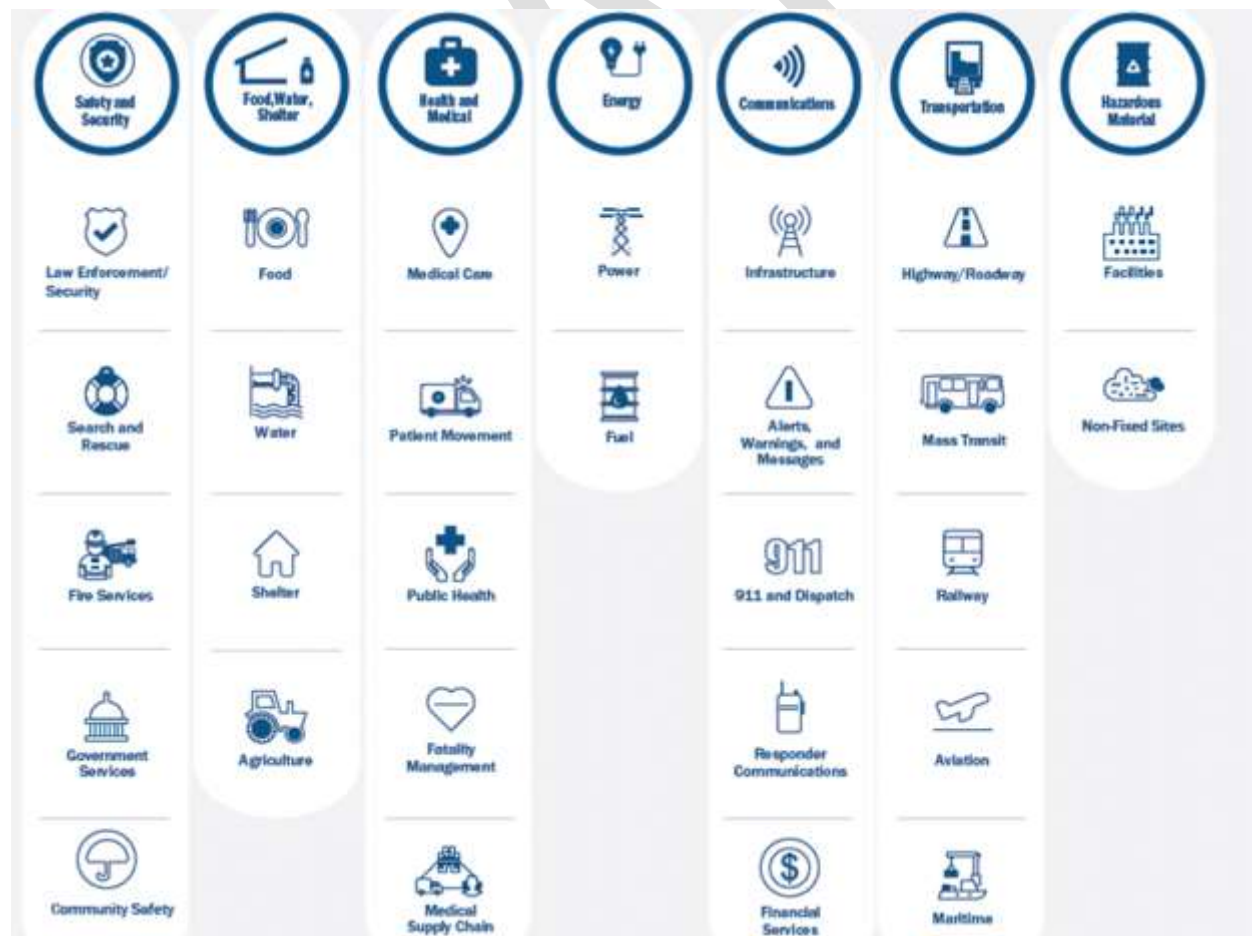 Safety and
Security
Food,Water,
Shelter
Health and
Medical
Energy
Communications
Transportation
Hazardous
Material
Law Enforcement/
Security
Food
Medical Care
Power
Infrastructure
Highway/Roadway
Facilities
Search and
Rescue
Water
Patient Movement
Fuel
Alerts,
Warnings, and
Messages
Mass Transit
Non-Fixed Sites
Fire Services
Shelter
Public Health
911
911 and Dispatch
Railway
Government
Services
Agriculture
Fatality
Management
Responder
Communications
Aviation
Community Safety
Medical
Supply Chain
$
Financial
Services
Maritime